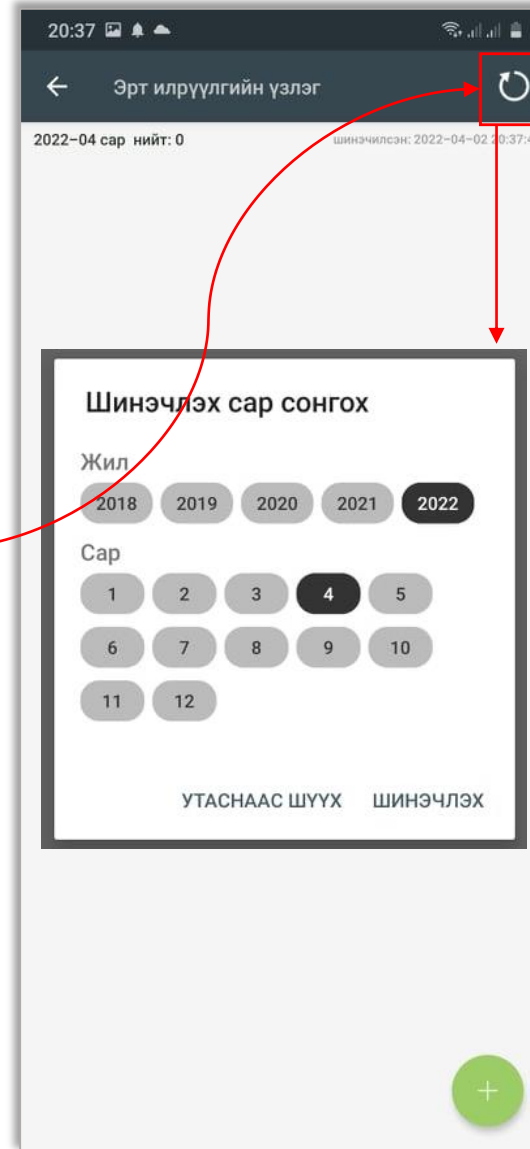 20:37
Эрт илрүүлгийн үзлэг
2022-04 сар нийт: 0
шинэчилсэн: 2022-04-02 20:37:4
Шинэчлэх сар сонгох
Жил
2018 2019 2020 2021 2022
Сар
1 2 3 4 5
6 7 8 9 10
11 12
УТАСНААС ШҮҮХ ШИНЭЧЛЭХ